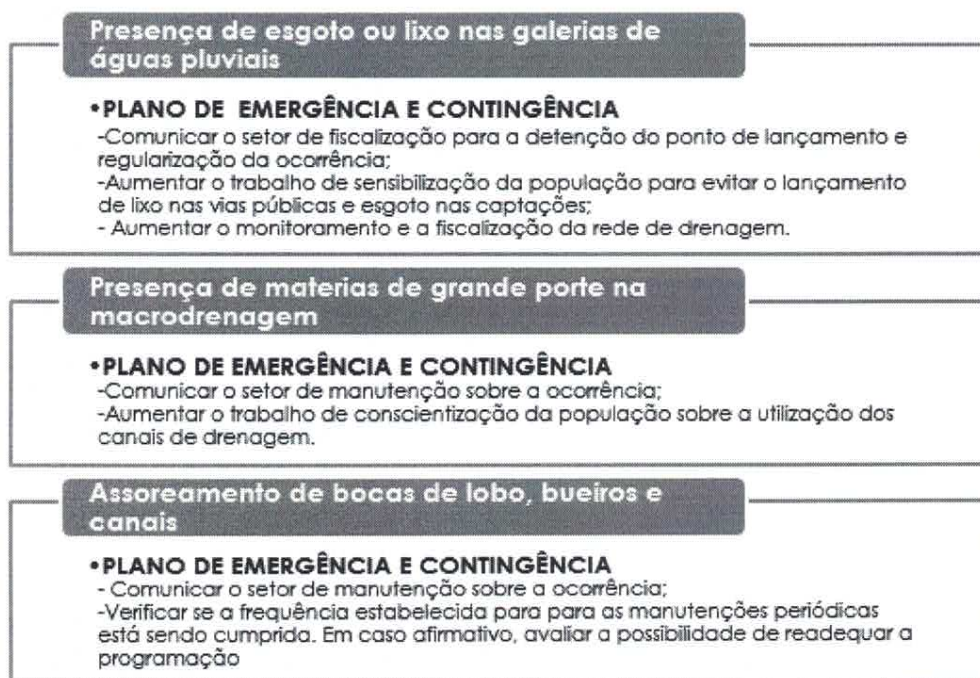 Presença de esgoto ou lixo nas galerias de
águas pluviais
•PLANO DE EMERGÊNCIA E CONTINGÊNCIA
-Comunicar o setor de fiscalização para a detenção do ponto de lançamento e
regularização da ocorrência;
-Aumentar o trabalho de sensibilização da população para evitar o lançamento
de lixo nas vias públicas e esgoto nas captações;
- Aumentar o monitoramento e a fiscalização da rede de drenagem.
Presença de materias de grande porte na
macrodrenagem
•PLANO DE EMERGÊNCIA E CONTINGÊNCIA
-Comunicar o setor de manutenção sobre a ocorrência;
-Aumentar o trabalho de conscientização da população sobre a utilização dos
canais de drenagem.
Assoreamento de bocas de lobo, bueiros e
canais
•PLANO DE EMERGÊNCIA E CONTINGÊNCIA
- Comunicar o setor de manutenção sobre a ocorrência;
-Verificar se a frequência estabelecida para para as manutenções periódicas
está sendo cumprida. Em caso afirmativo, avaliar a possibilidade de readequar a
programação